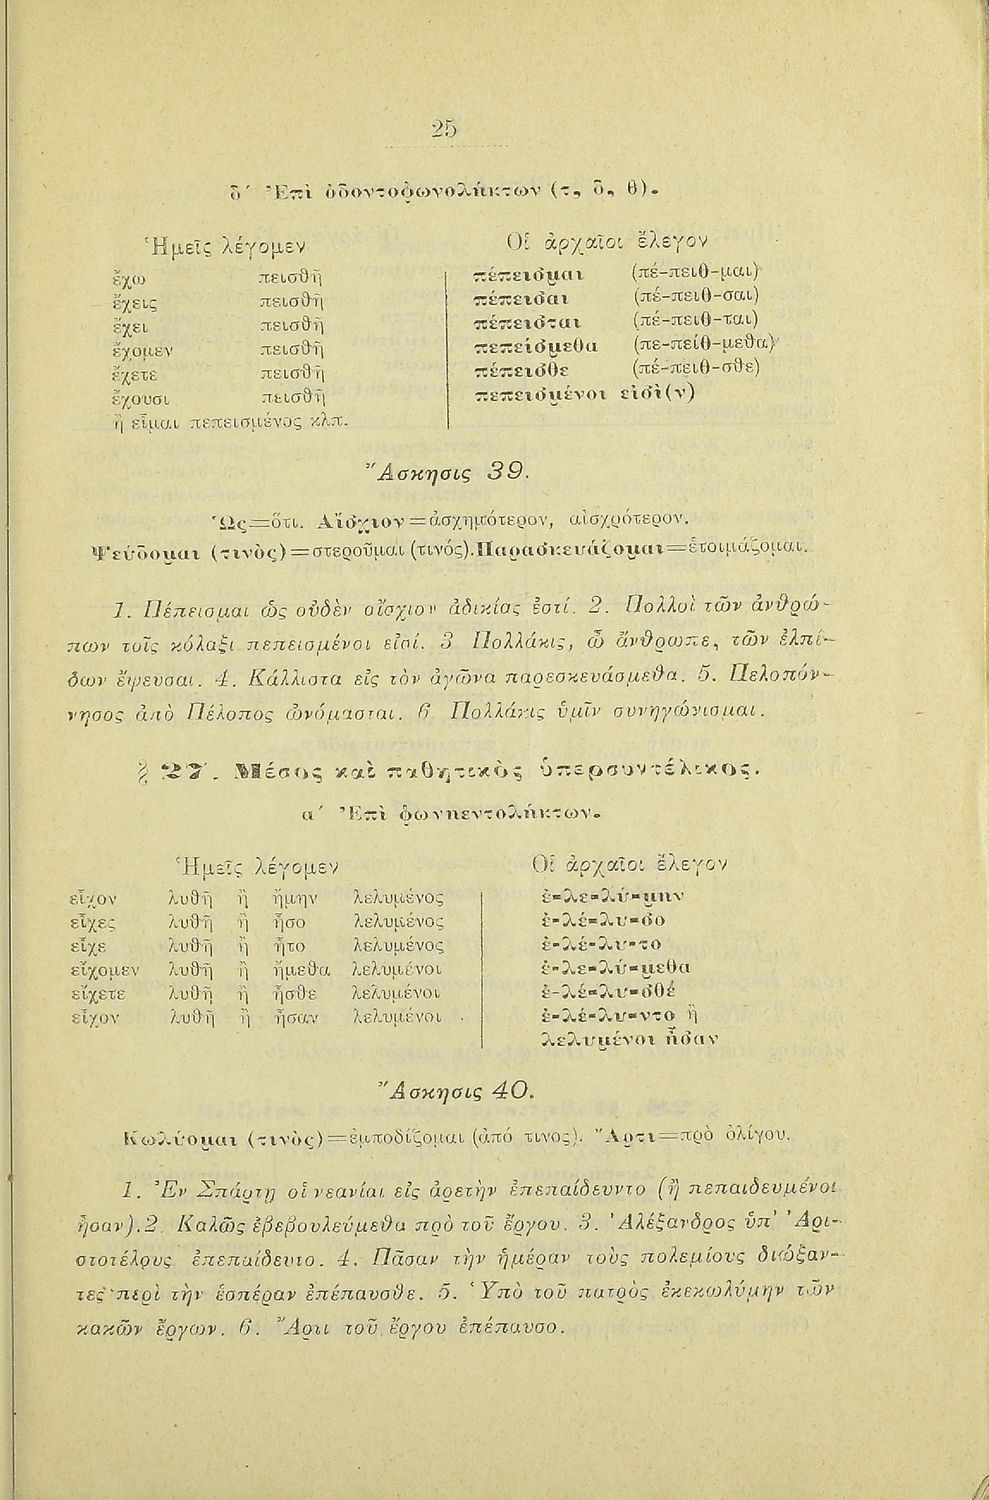 25
δ′ Ἐπὶ ὀδοντοφωνολήκτων (τ, δ, θ).
Ἡμεῖς λέγομεν Οἱ ἀρχαῖοι ἔλεγον
ἔχω πεισθῆ πέπεισμαι (πέ-πειθ-μαι)
ἔχεις πεισθῆ πέπεισαι (πέ-πειθ-σαι)
ἔχει πεισθῆ πέπεισται (πέ-πειθ-ται)
ἔχομεν πεισθῆ πεπείσμεθα (πε-πείθ-μεθα)
ἔχετε πεισθῆ πέπεισθε (πέ-πειθ-σθε)
ἔχουσι πεισθῆ πεπεισμένοι εἰσὶ(ν)
ἢ εἶμαι πεπεισμένος κλπ.
Ἄσκησις 39.
Ὡς=ὅτι. Αἴσχιον=ἀσχημότερον, αἰσχρότερον.
Ψεύδομαι (τινὸς)=στεροῦμαι (τινός). Παρασκευάζομαι=ἑτοιμάζομαι.
1. Πέπεισμαι ὡς οὐδὲν αἴσχιον ἀδικίας ἐστί. 2. Πολλοὶ τῶν ἀνθρώ-
πων τοῖς κόλαξι πεπεισμένοι εἰσί. 3 Πολλάκις, ὦ ἄνθρωπε, τῶν ἐλπί-
δων ἔψευσαι. 4. Κάλλιστα εἰς τὸν ἀγῶνα παρεσκευάσμεθα. 5. Πελοπόν-
νησος ἀπὸ Πέλοπος ὠνόμασται. 6 Πολλάκις ὑμῖν συνηγώνισμαι.
§ 27. Μέσος καὶ παθητικὸς ὑπερσυντέλικος.
α′ Ἐπὶ φωνηεντολήκτων.
Ἡμεῖς λέγομεν Οἱ ἀρχαῖοι ἔλεγον
εἶχον λυθῆ ἢ ἤμην λελυμένος ἐ-λε-λύ-μην
εἶχες λυθῆ ἢ ἦσο λελυμένος ἐ-λέ-λυ-σο
εἶχε λυθῆ ἢ ἦτο λελυμένος ἐ-λέ-λυ-το
εἴχομεν λυθῆ ἢ ἤμεθα λελυμένοι ἐ-λε-λύ-μεθα
εἴχετε λυθῆ ἢ ἦσθε λελυμένοι ἐ-λέ-λυ-σθέ
εἶχον λυθῆ ἢ ἦσαν λελυμένοι ἐ-λέ-λυ-ντο ἢ
λελυμένοι ἦσαν
Ἄσκησις 40.
Κωλύομαι (τινὸς)=ἐμποδίζομαι (ἀπό τινος). Ἄρτι=πρὸ ὀλίγου.
1. Ἐν Σπάρτῃ οἱ νεανίαι εἰς ἀρετὴν ἐπεπαίδευντο (ἢ πεπαιδευμένοι
ἦσαν). 2. Καλῶς ἐβεβουλεύμεθα πρὸ τοῦ ἔργου. 3. Ἀλέξανδρος ὑπ' Ἀρι-
στοτέλους ἐπεπαίδευτο. 4. Πᾶσαν τὴν ἡμέραν τοὺς πολεμίους διώξαν-
τες περὶ τὴν ἑσπέραν ἐπέπαυσθε. 5. Ὑπὸ τοῦ πατρὸς ἐκεκωλύμην τῶν
κακῶν ἔργων. 6. Ἄρτι τοῦ ἔργου ἐπέπαυσο.